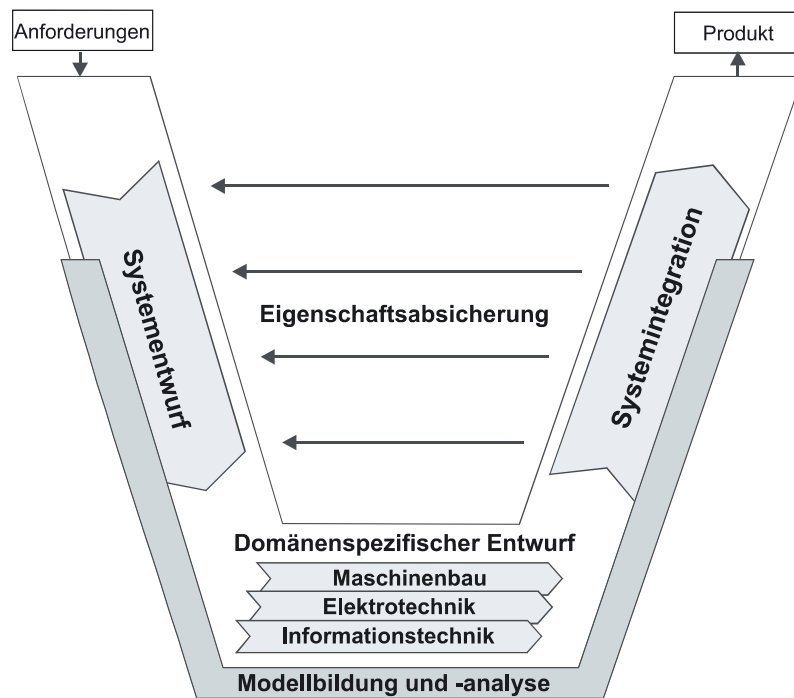 Anforderungen
Produkt
Systementwurf
Eigenschaftsabsicherung
Systemintegration
Domänenspezifischer Entwurf
Maschinenbau
Elektrotechnik
Informationstechnik
Modellbildung und -analyse